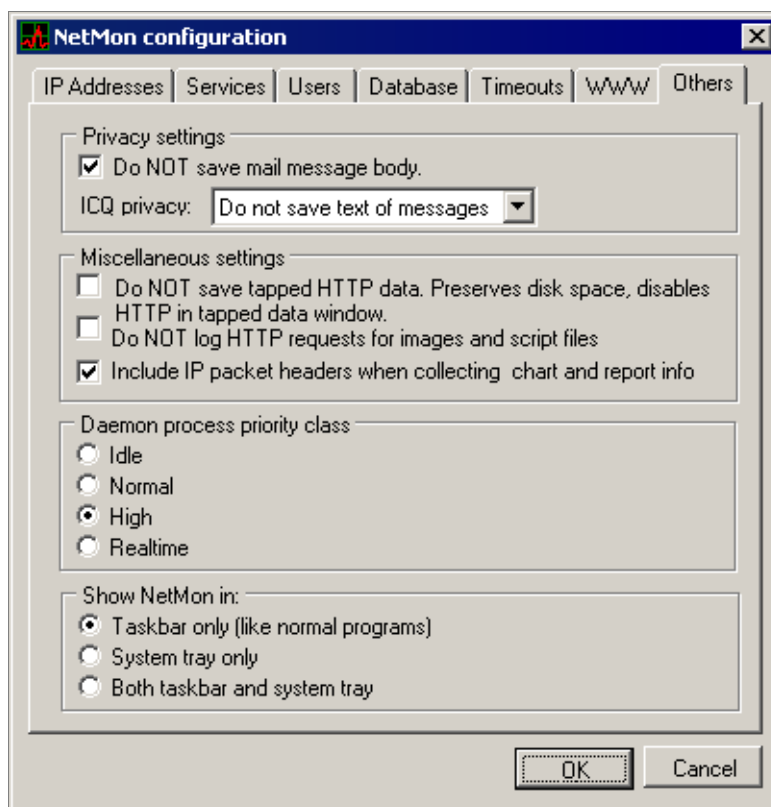 NetMon configuration
IP Addresses Services Users Database Timeouts WWW Others
Privacy settings
Do NOT save mail message body.
ICQ privacy: Do not save text of messages
Miscellaneous settings
Do NOT save tapped HTTP data. Preserves disk space, disables
HTTP in tapped data window.
Do NOT log HTTP requests for images and script files
Include IP packet headers when collecting  chart and report info
Daemon process priority class
Idle
Normal
High
Realtime
Show NetMon in:
Taskbar only (like normal programs)
System tray only
Both taskbar and system tray
OK Cancel